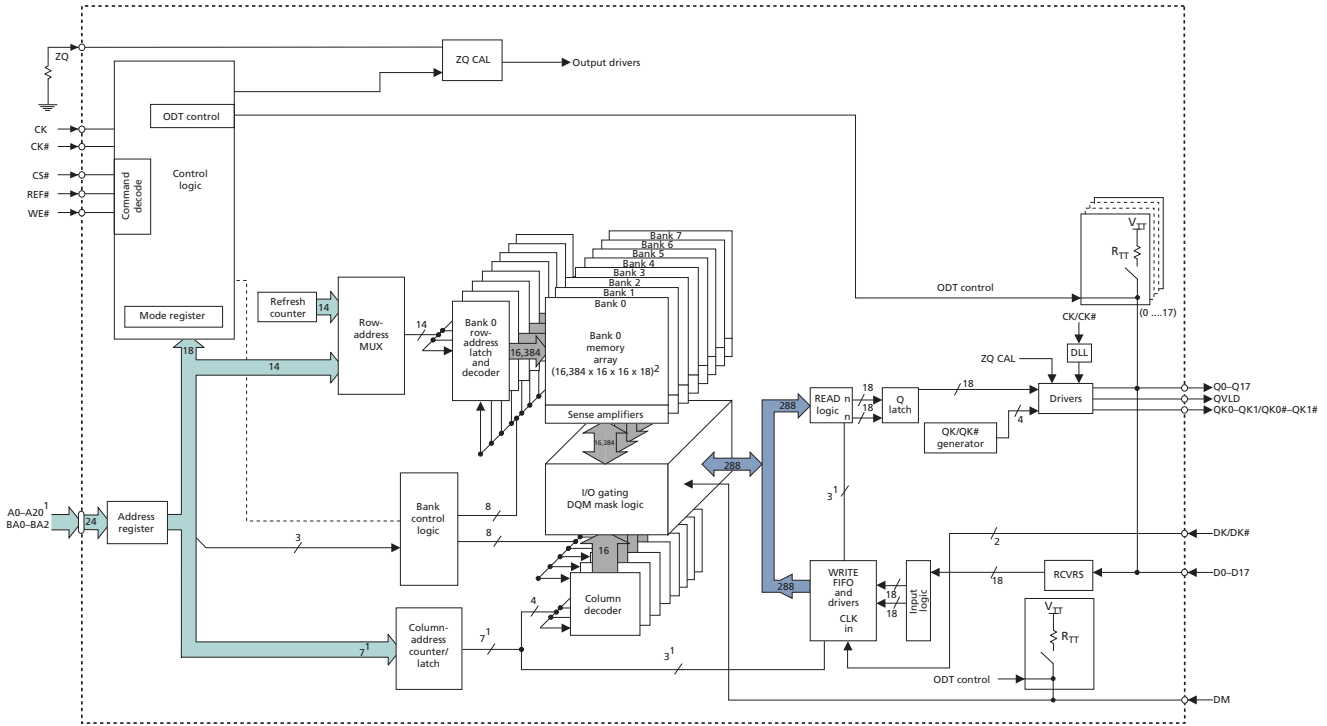 ZQ
ZQ CAL
Output drivers
ODT control
CK
CK#
CS#
REF#
WE#
Command
decode
Control
logic
Mode register
18
Refresh
counter
14
14
Row-
address
MUX
14
Bank 0
row-
address
latch
and
decoder
16,384
Bank 7
Bank 6
Bank 5
Bank 4
Bank 3
Bank 2
Bank 1
Bank 0
Bank 0
memory
array
(16,384 x 16 x 16 x 18)²
Sense amplifiers
16,384
I/O gating
DQM mask logic
16
Column
decoder
A0–A20¹
BA0–BA2
24
Address
register
3
Bank
control
logic
8
8
7¹
Column-
address
counter/
latch
7¹
4
3¹
288
288
288
READ
logic
n
n
18
18
Q
latch
18
QK/QK#
generator
4
ZQ CAL
CK/CK#
DLL
Drivers
ODT control
VTT
RTT
(0 ....17)
Q0–Q17
QVLD
QK0–QK1/QK0#–QK1#
3¹
2
DK/DK#
WRITE
FIFO
and
drivers
CLK
in
18
18
Input
logic
18
RCVRS
D0–D17
VTT
RTT
ODT control
DM